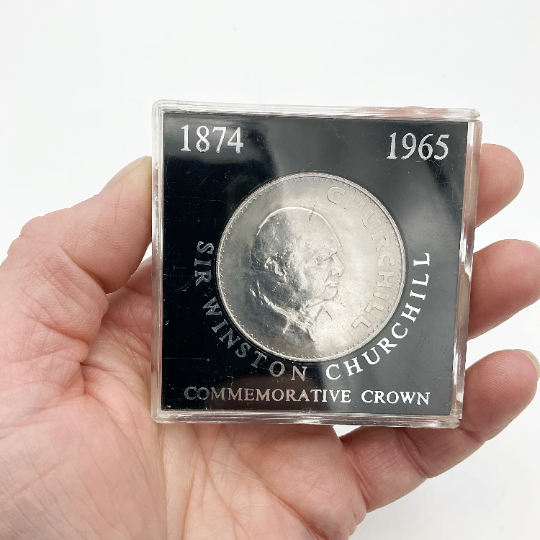 1874
1965
CHURCHILL
SIR WINSTON CHURCHILL
COMMEMORATIVE CROWN